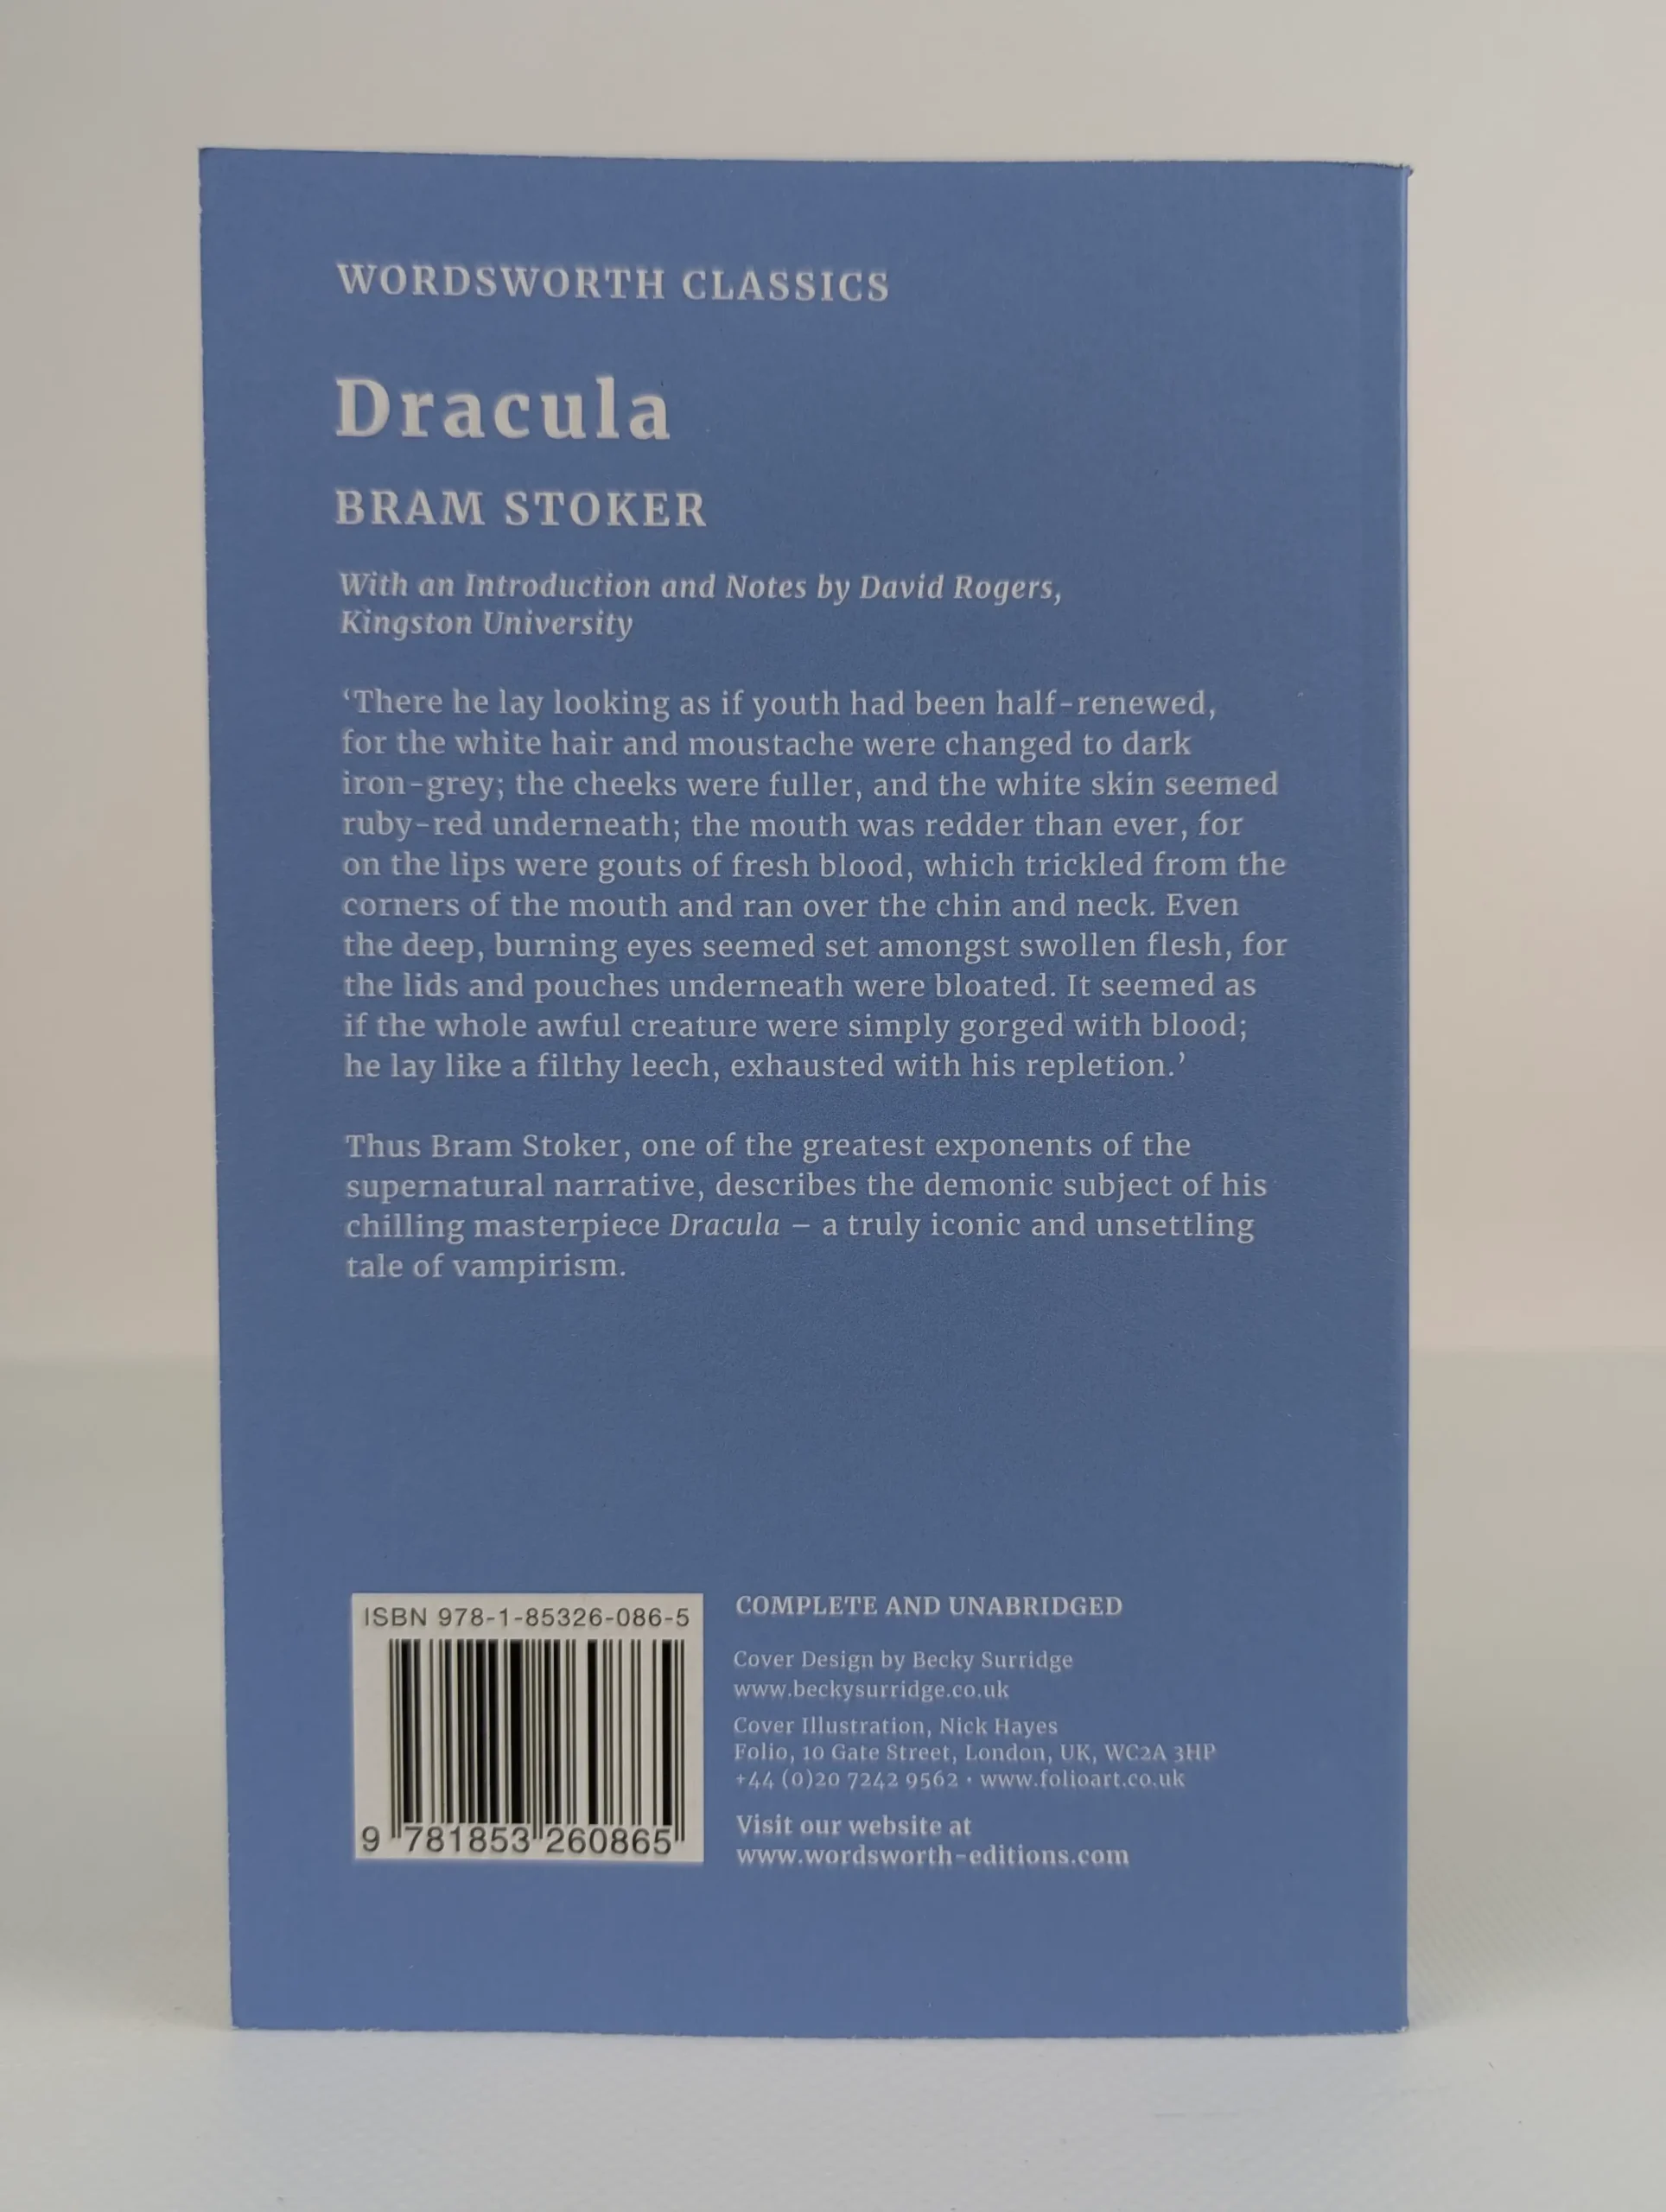 WORDSWORTH CLASSICS
Dracula
BRAM STOKER
With an Introduction and Notes by David Rogers,
Kingston University
‘There he lay looking as if youth had been half-renewed,
for the white hair and moustache were changed to dark
iron-grey; the cheeks were fuller, and the white skin seemed
ruby-red underneath; the mouth was redder than ever, for
on the lips were gouts of fresh blood, which trickled from the
corners of the mouth and ran over the chin and neck. Even
the deep, burning eyes seemed set amongst swollen flesh, for
the lids and pouches underneath were bloated. It seemed as
if the whole awful creature were simply gorged with blood;
he lay like a filthy leech, exhausted with his repletion.’
Thus Bram Stoker, one of the greatest exponents of the
supernatural narrative, describes the demonic subject of his
chilling masterpiece Dracula – a truly iconic and unsettling
tale of vampirism.
ISBN 978-1-85326-086-5
9 781853 260865
COMPLETE AND UNABRIDGED
Cover Design by Becky Surridge
www.beckysurridge.co.uk
Cover Illustration, Nick Hayes
Folio, 10 Gate Street, London, UK, WC2A 3HP
+44 (0)20 7242 9562 · www.folioart.co.uk
Visit our website at
www.wordsworth-editions.com